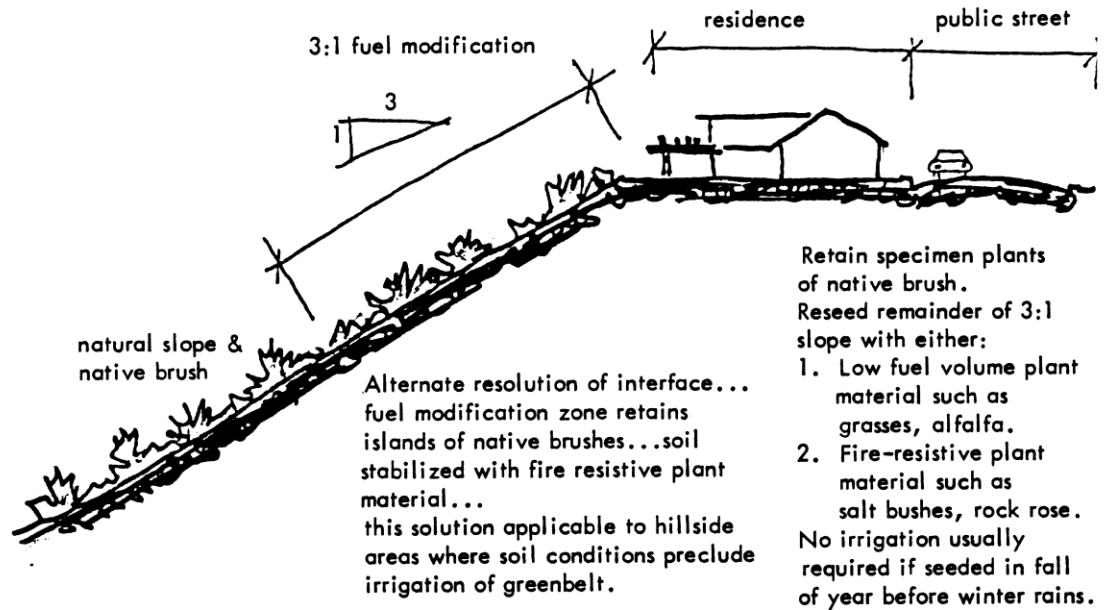 residence
public street
3:1 fuel modification
3
1
natural slope &
native brush
Alternate resolution of interface...
fuel modification zone retains
islands of native brushes...soil
stabilized with fire resistive plant
material...
this solution applicable to hillside
areas where soil conditions preclude
irrigation of greenbelt.
Retain specimen plants
of native brush.
Reseed remainder of 3:1
slope with either:
1. Low fuel volume plant
material such as
grasses, alfalfa.
2. Fire-resistive plant
material such as
salt bushes, rock rose.
No irrigation usually
required if seeded in fall
of year before winter rains.